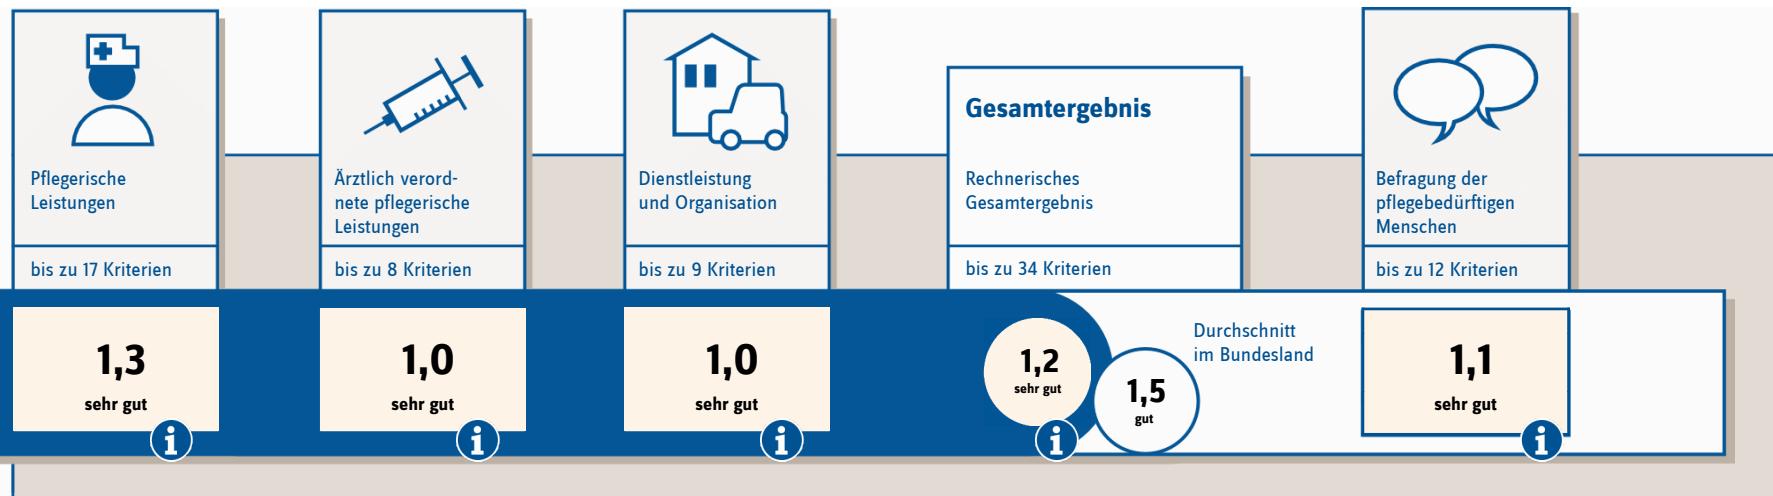 Pflegerische
Leistungen
bis zu 17 Kriterien
1,3
sehr gut
i
Ärztlich verord-
nete pflegerische
Leistungen
bis zu 8 Kriterien
1,0
sehr gut
i
Dienstleistung
und Organisation
bis zu 9 Kriterien
1,0
sehr gut
i
Gesamtergebnis
Rechnerisches
Gesamtergebnis
bis zu 34 Kriterien
1,2
sehr gut
i
1,5
gut
Durchschnitt
im Bundesland
Befragung der
pflegebedürftigen
Menschen
bis zu 12 Kriterien
1,1
sehr gut
i